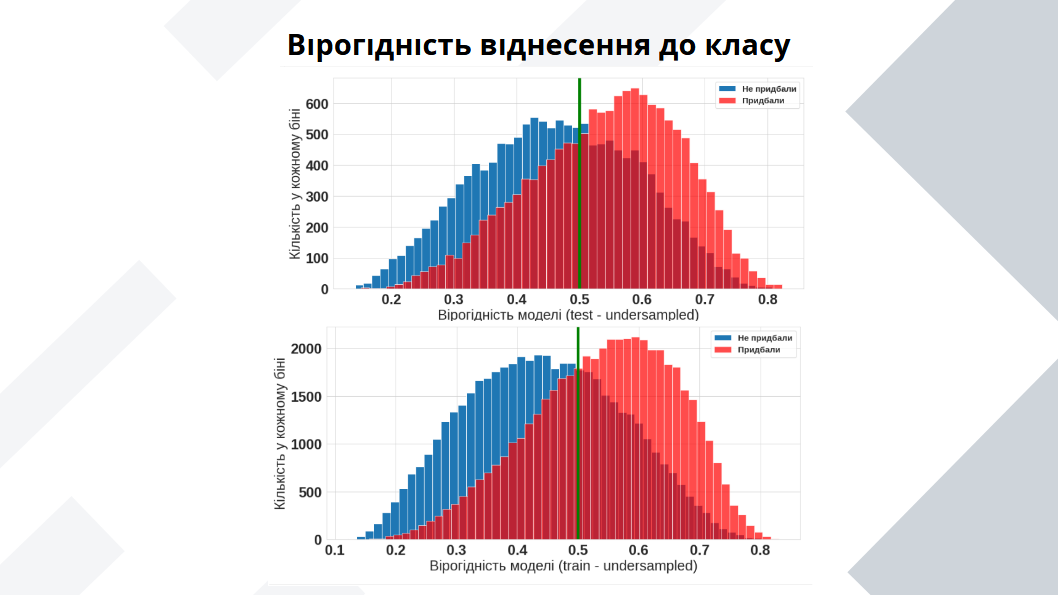 Вірогідність віднесення до класу
Кількість у кожному біні
600
500
400
300
200
100
0
Не придбали
Придбали
0.2 0.3 0.4 0.5 0.6 0.7 0.8
Вірогідність моделі (test - undersampled)
Кількість у кожному біні
2000
1500
1000
500
0
Не придбали
Придбали
0.1 0.2 0.3 0.4 0.5 0.6 0.7 0.8
Вірогідність моделі (train - undersampled)